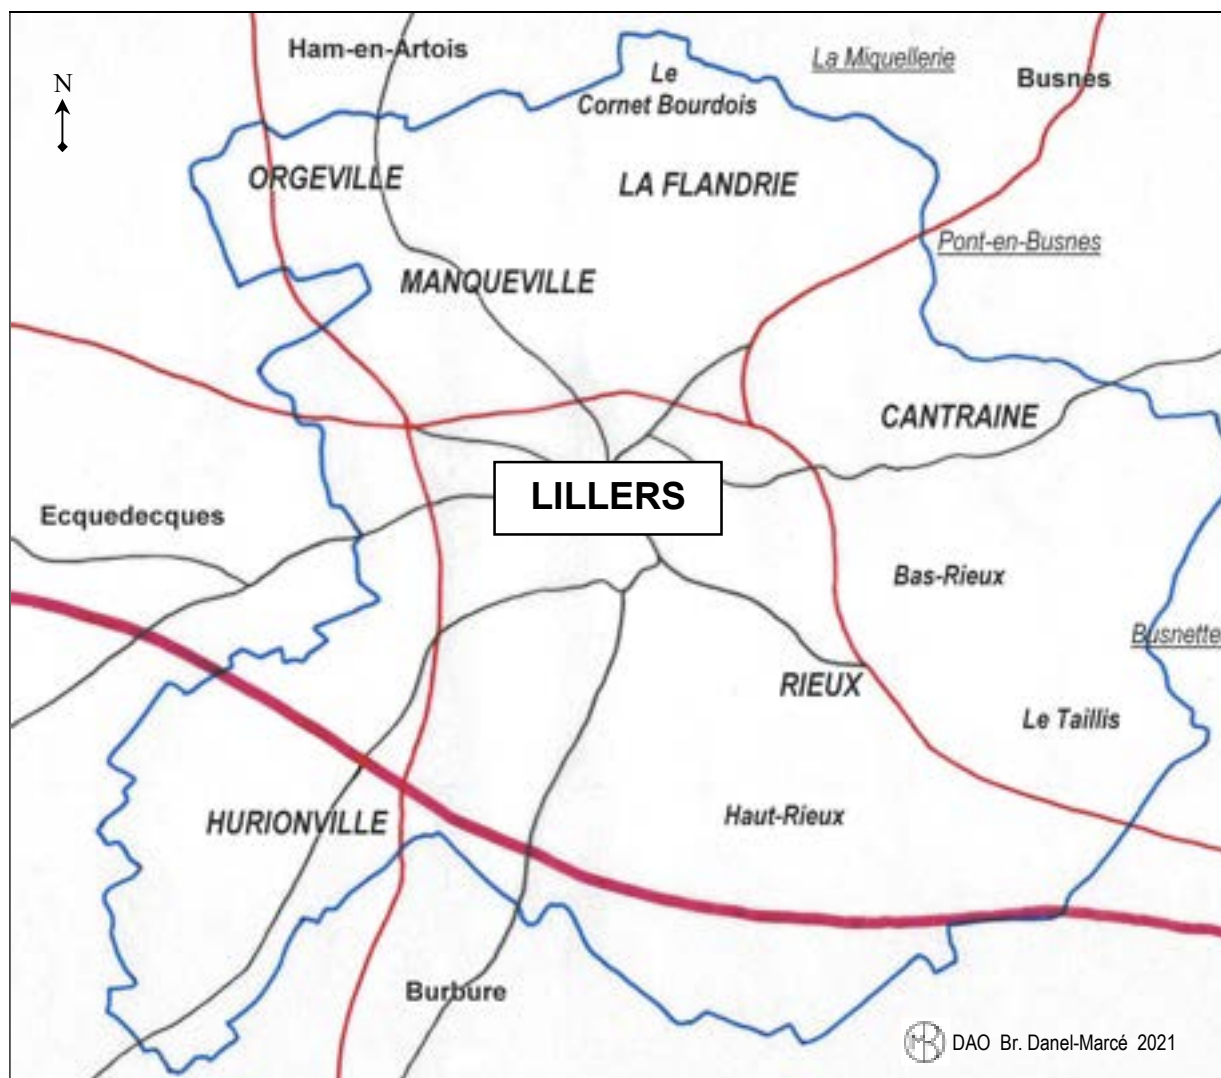 Ham-en-Artois
La Miquellerie
Busnes
N
Le
Cornet Bourdois
ORGEVILLE
LA FLANDRIE
Pont-en-Busnes
MANQUEVILLE
CANTRAINE
LILLERS
Ecquedecques
Bas-Rieux
Busnette
RIEUX
Le Taillis
HURIONVILLE
Haut-Rieux
Burbure
DAO Br. Danel-Marcé 2021